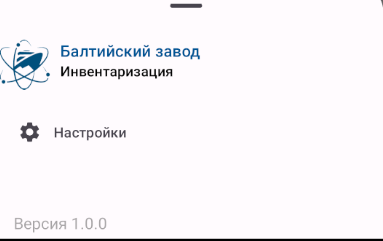 Балтийский завод
Инвентаризация
Настройки
Версия 1.0.0